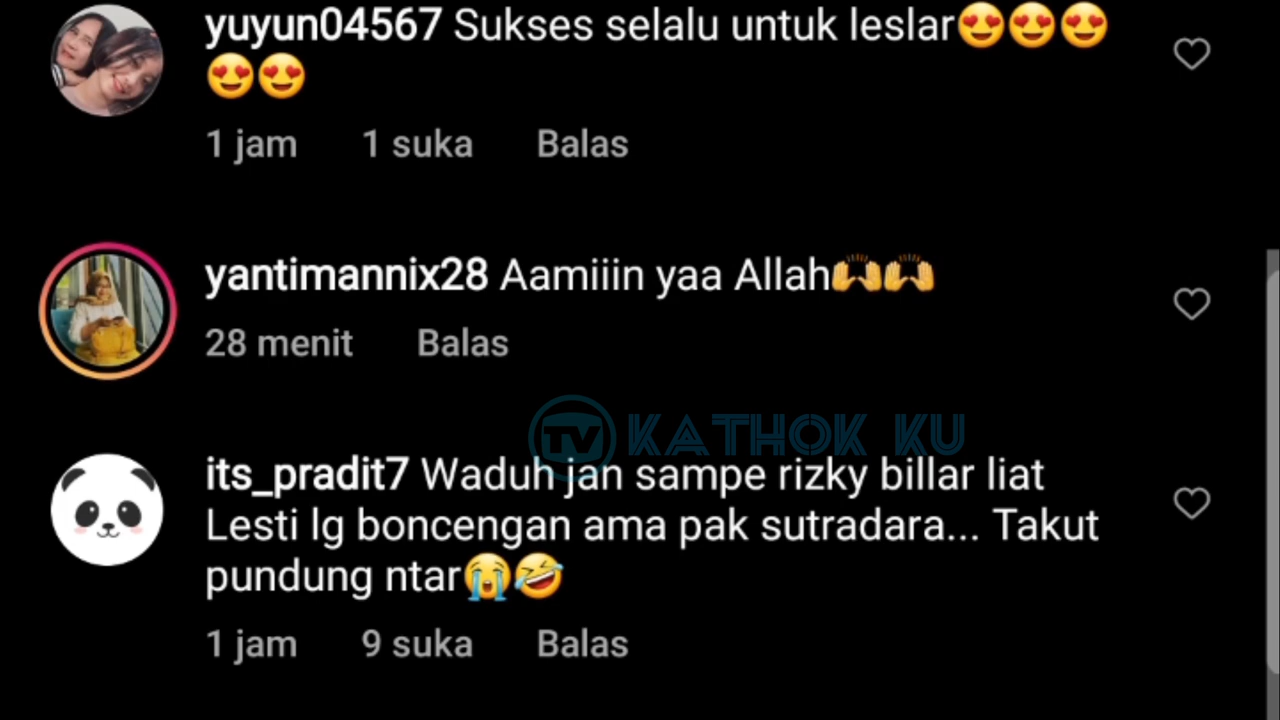 yuyun04567 Sukses selalu untuk leslar😍😍😍
😍😍
1 jam 1 suka Balas
yantimannix28 Aamiiin yaa Allah🙌🙌
28 menit Balas
TV KATHOK KU
its_pradit7 Waduh jan sampe rizky billar liat
Lesti lg boncengan ama pak sutradara... Takut
pundung ntar😭🤣
1 jam 9 suka Balas